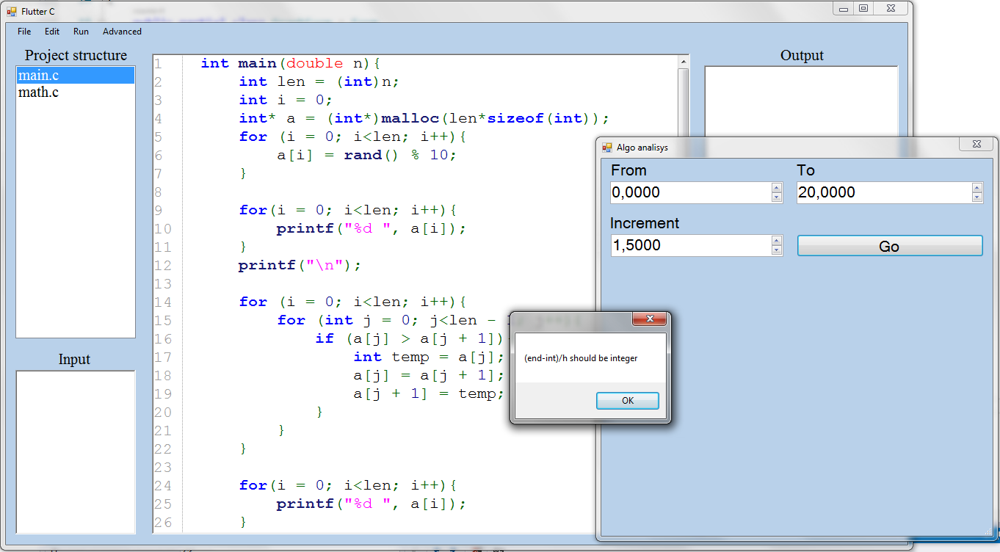 Flutter C
File Edit Run Advanced
Project structure
main.c
math.c
Input
1 int main(double n){
2 int len = (int)n;
3 int i = 0;
4 int* a = (int*)malloc(len*sizeof(int));
5 for (i = 0; i<len; i++){
6 a[i] = rand() % 10;
7 }
8
9 for(i = 0; i<len; i++){
10 printf("%d ", a[i]);
11 }
12 printf("\n");
13
14 for (i = 0; i<len; i++){
15 for (int j = 0; j<len -
16 if (a[j] > a[j + 1])
17 int temp = a[j];
18 a[j] = a[j + 1];
19 a[j + 1] = temp;
20 }
21 }
22 }
23
24 for(i = 0; i<len; i++){
25 printf("%d ", a[i]);
26 }
Output
Algo analisys
From To
0,0000 20,0000
Increment
1,5000 Go
(end-int)/h should be integer
OK